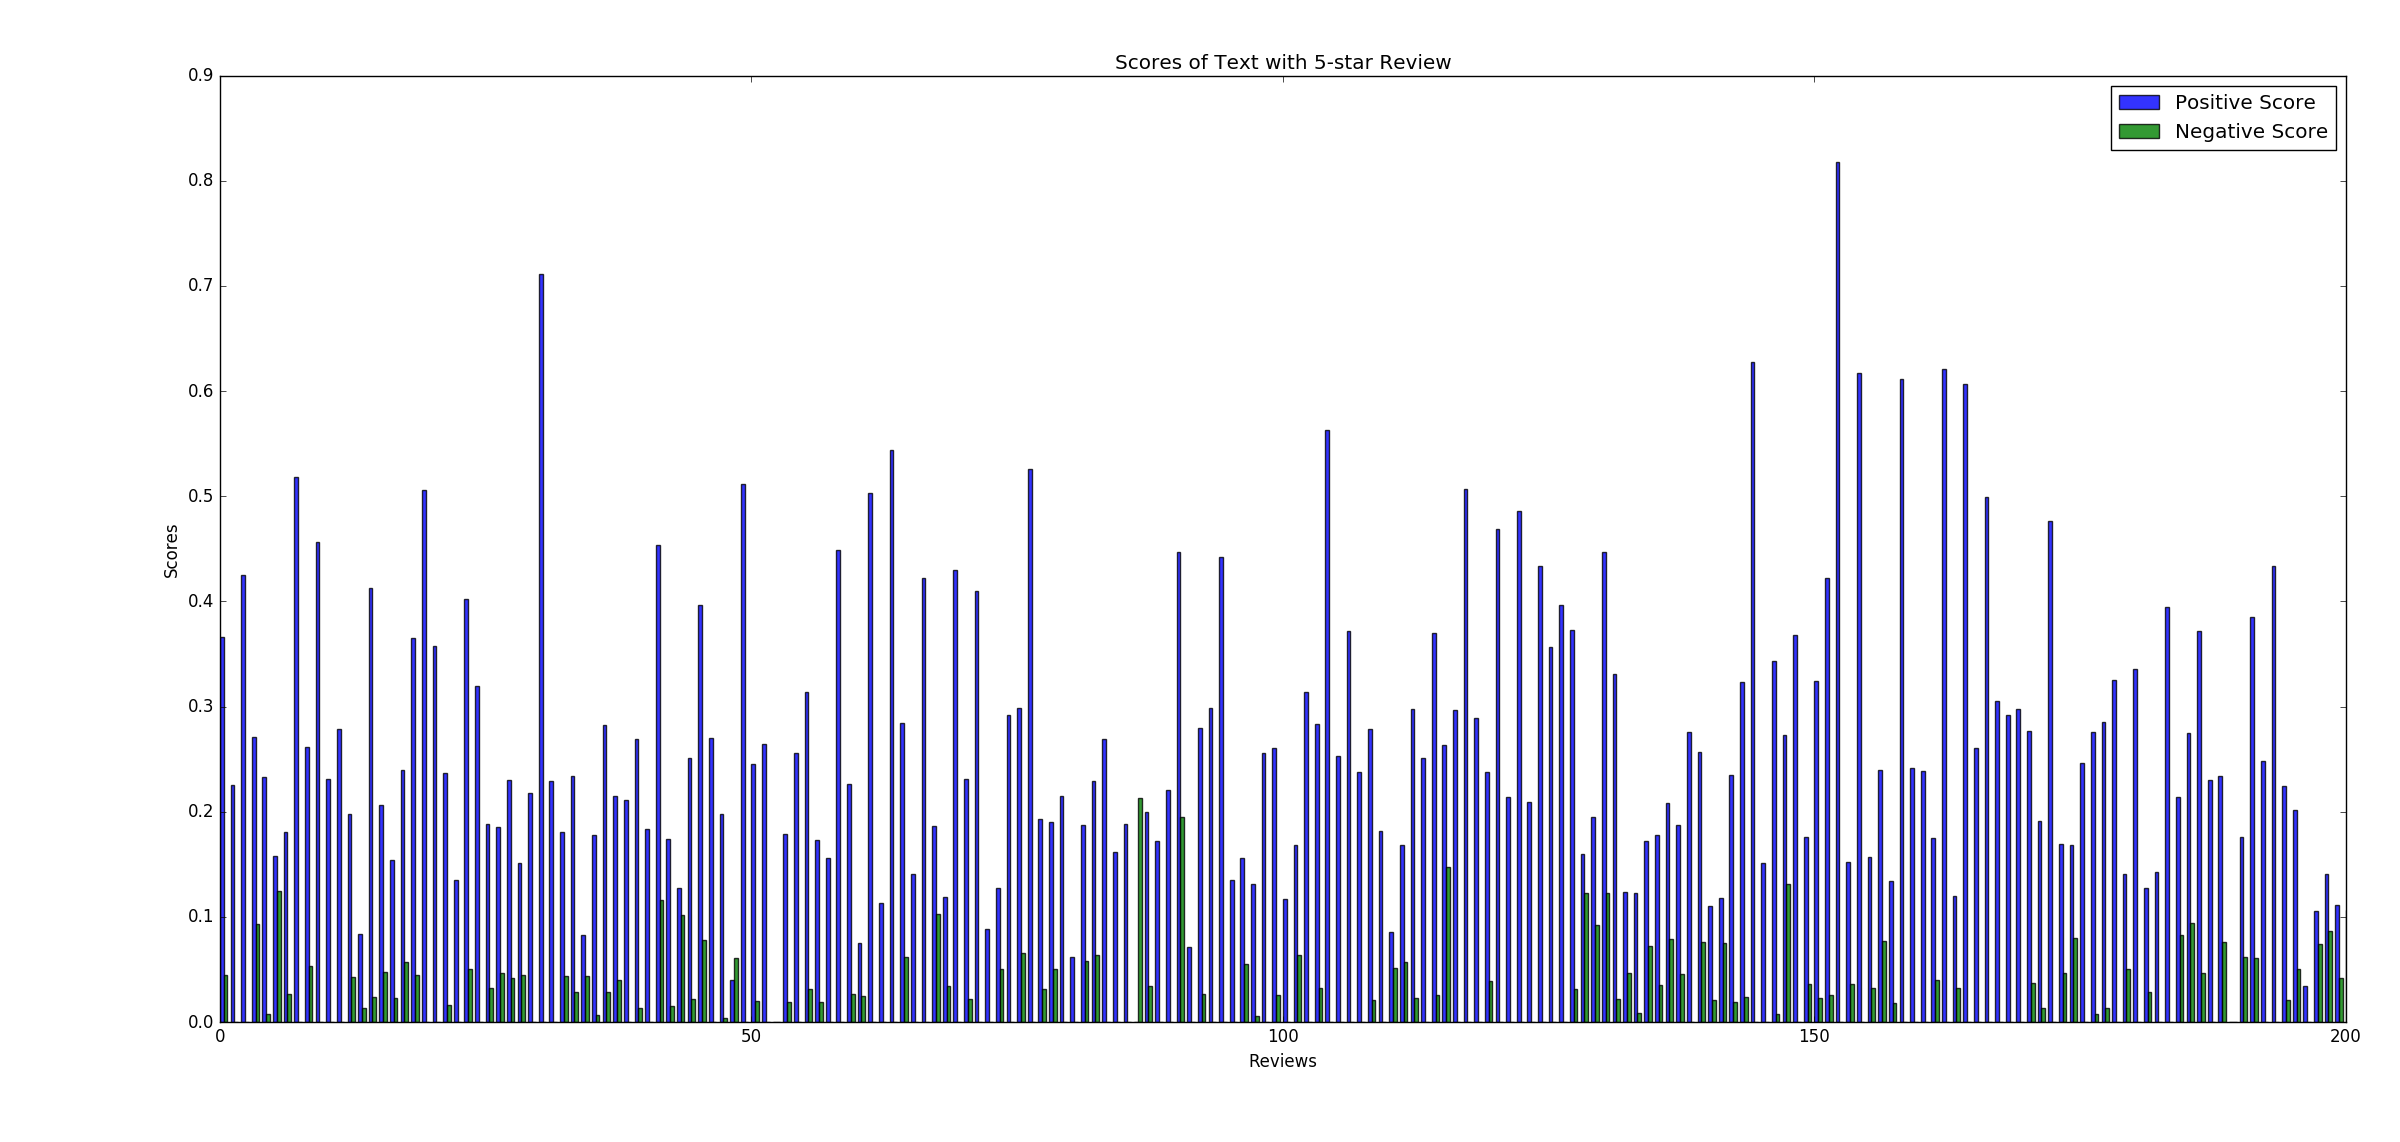 Scores of Text with 5-star Review
Positive Score
Negative Score
0.9
0.8
0.7
0.6
0.5
0.4
0.3
0.2
0.1
0.0
Scores
0 50 100 150 200
Reviews